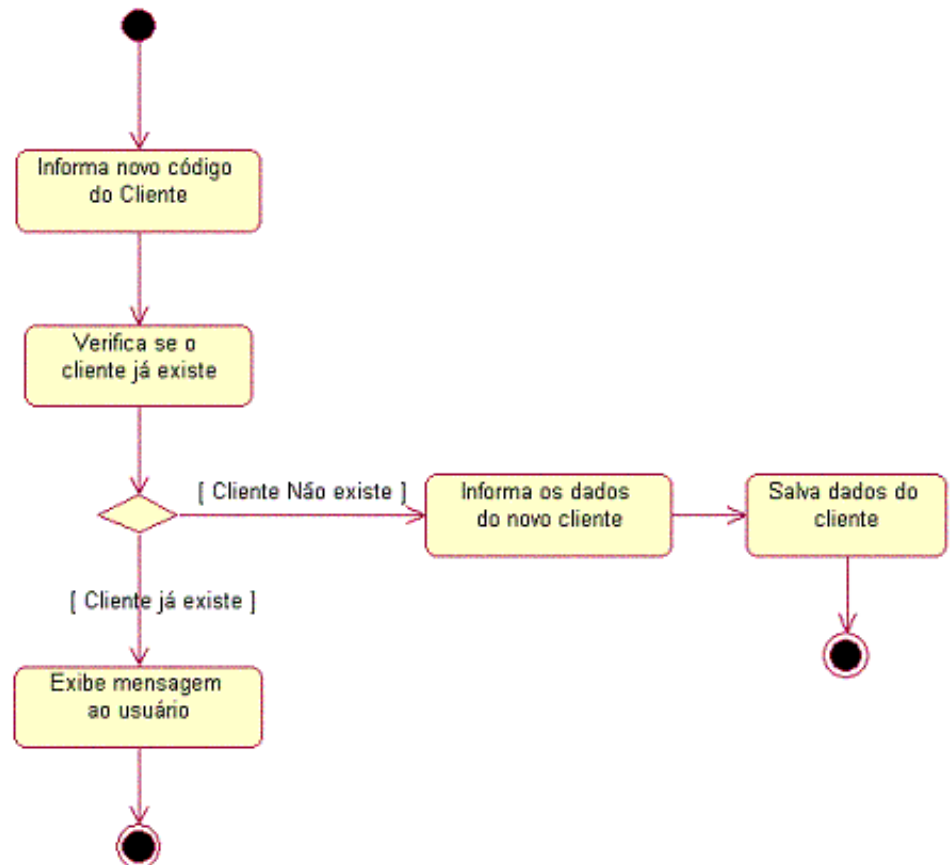 Informa novo código
do Cliente
Verifica se o
cliente já existe
[ Cliente Não existe ]
Informa os dados
do novo cliente
Salva dados do
cliente
[ Cliente já existe ]
Exibe mensagem
ao usuário